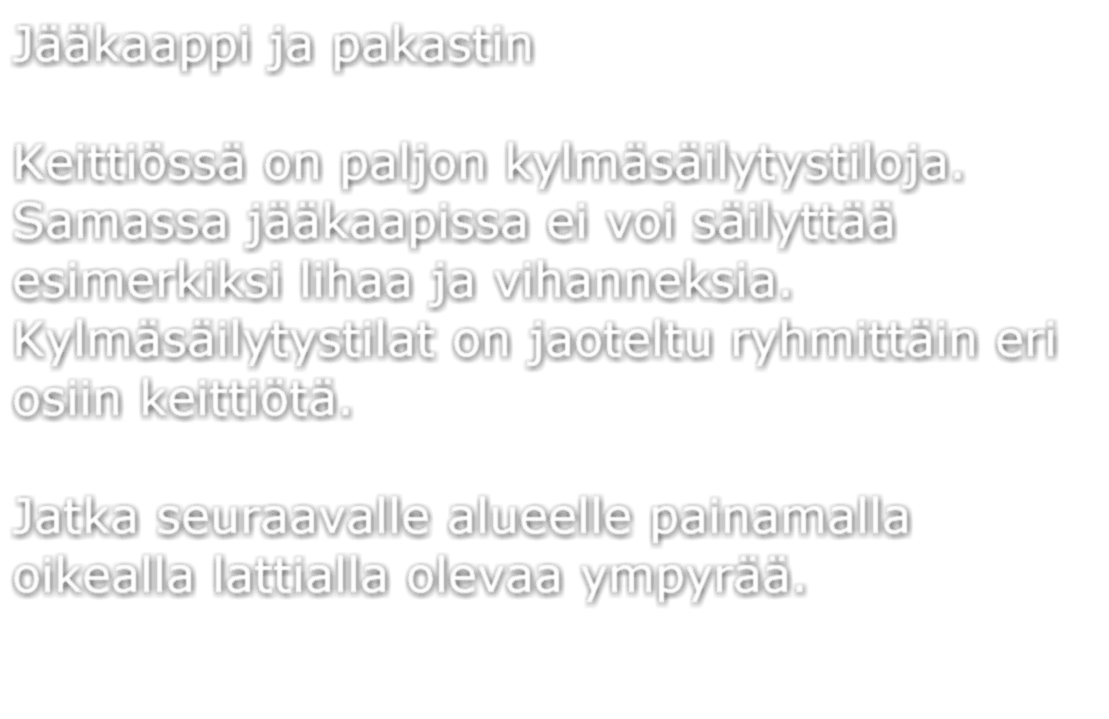 Jääkaappi ja pakastin
Keittiössä on paljon kylmäsäilytystiloja.
Samassa jääkaapissa ei voi säilyttää
esimerkiksi lihaa ja vihanneksia.
Kylmäsäilytystilat on jaoteltu ryhmittäin eri
osiin keittiötä.
Jatka seuraavalle alueelle painamalla
oikealla lattialla olevaa ympyrää.